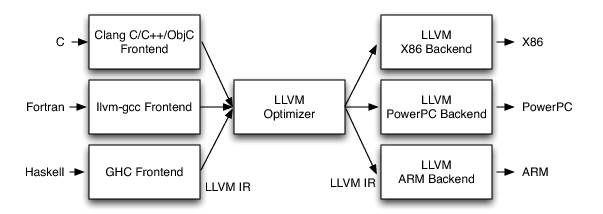 C
Clang C/C++/ObjC
Frontend
LLVM
X86 Backend
X86
Fortran
llvm-gcc Frontend
LLVM
Optimizer
LLVM
PowerPC Backend
PowerPC
Haskell
GHC Frontend
LLVM IR
LLVM IR
LLVM
ARM Backend
ARM